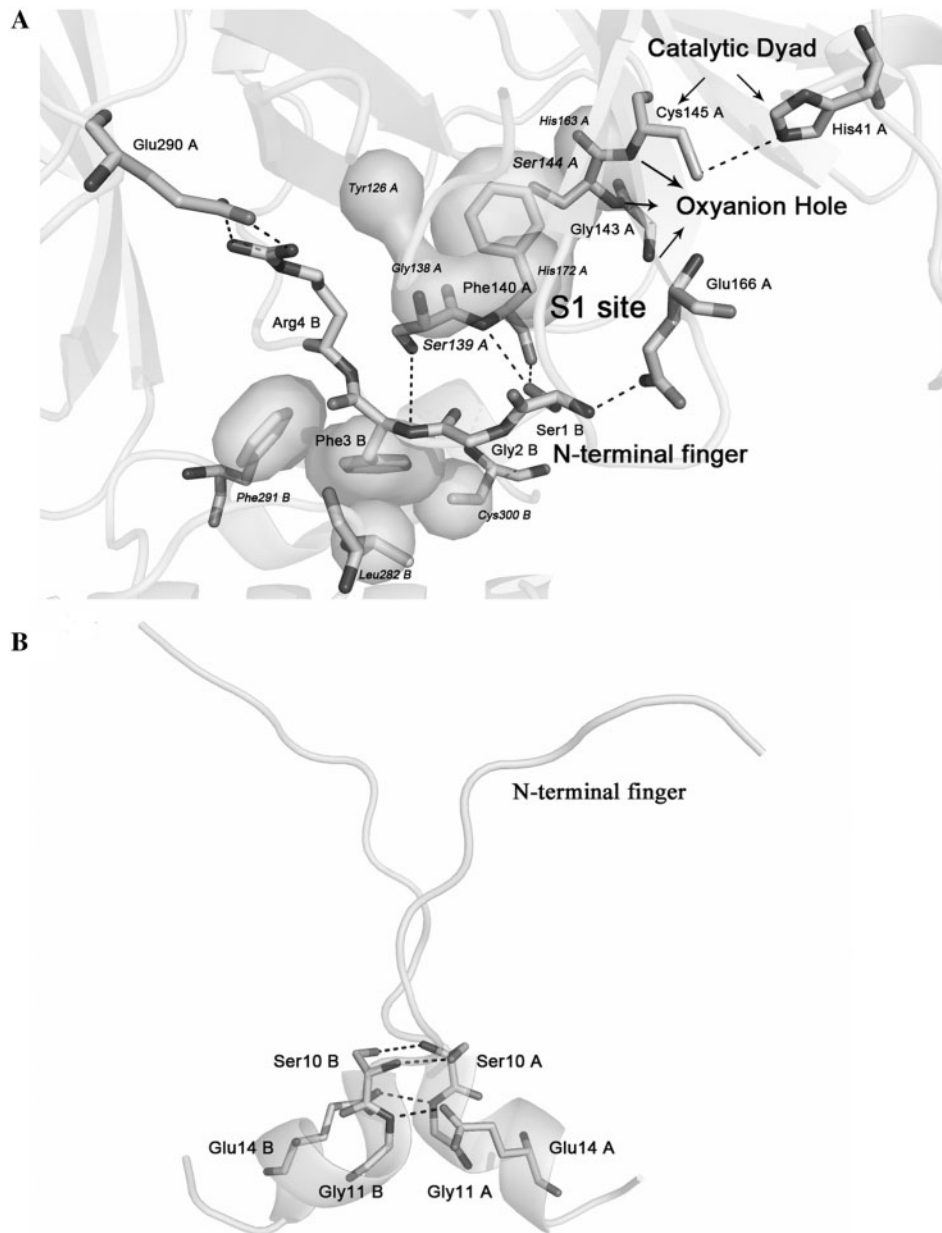 A
Catalytic Dyad
Cys145 A
His41 A
His163 A
Glu290 A
Ser144 A
Tyr126 A
Oxyanion Hole
Gly143 A
Gly138 A
His172 A
Phe140 A
Glu166 A
S1 site
Arg4 B
Ser139 A
Ser1 B
Phe3 B
Gly2 B
N-terminal finger
Phe291 B
Cys300 B
Leu282 B
B
N-terminal finger
Ser10 B
Ser10 A
Glu14 B
Glu14 A
Gly11 B
Gly11 A